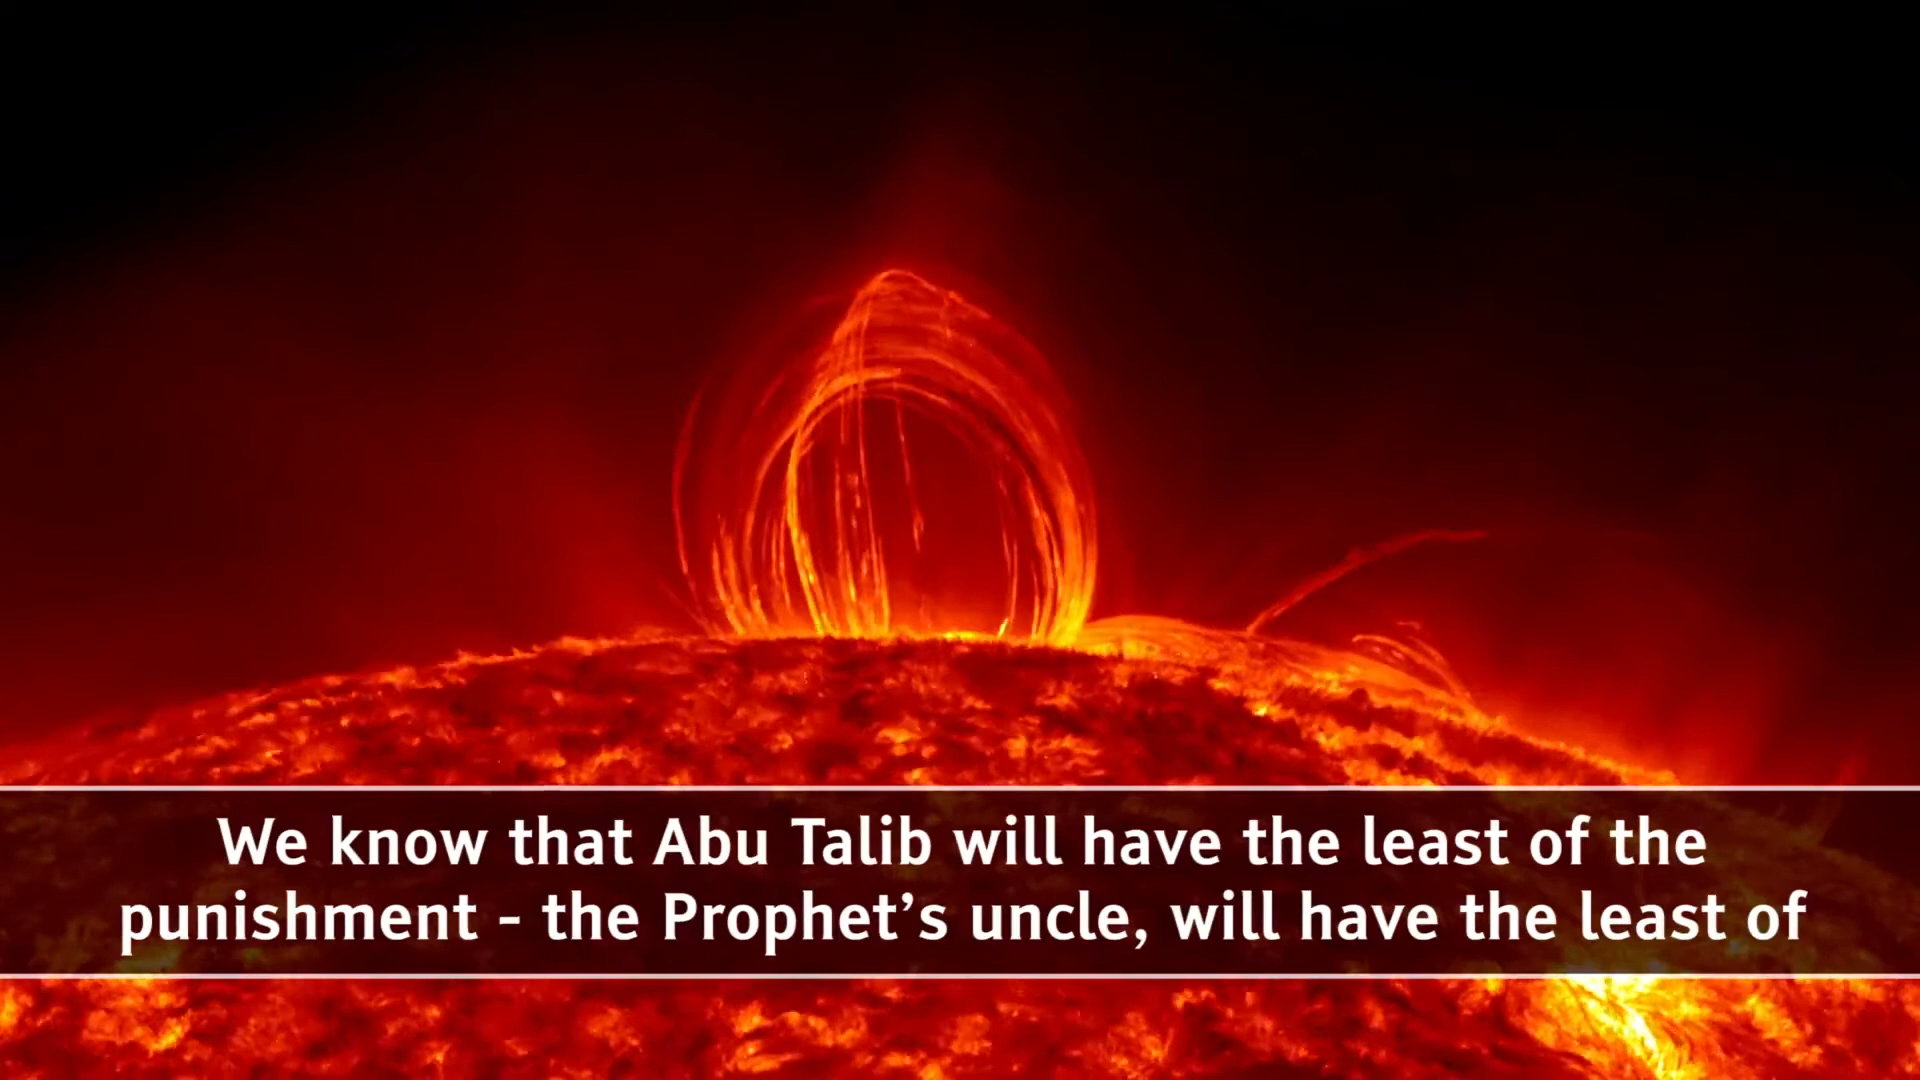 We know that Abu Talib will have the least of the
punishment - the Prophet’s uncle, will have the least of